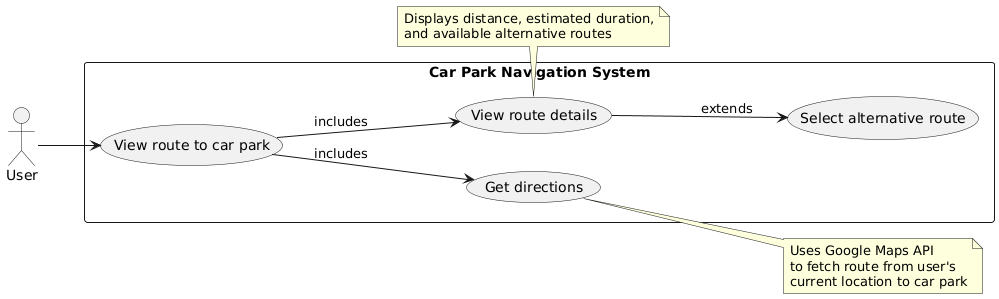 Displays distance, estimated duration,
and available alternative routes
Car Park Navigation System
View route details
extends
Select alternative route
includes
View route to car park
includes
User
Get directions
Uses Google Maps API
to fetch route from user's
current location to car park